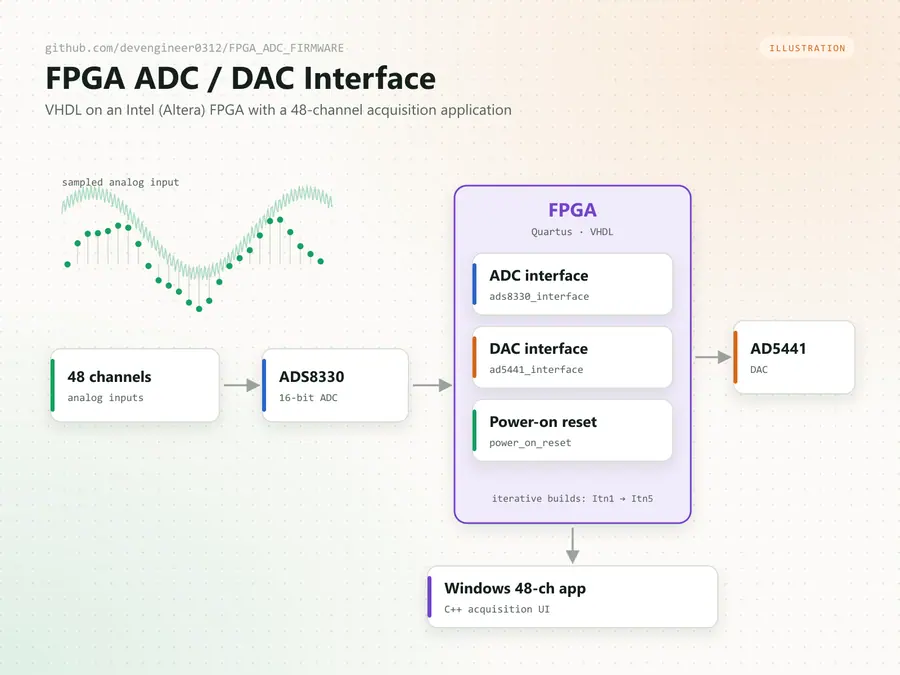 github.com/devengineer0312/FPGA_ADC_FIRMWARE
ILLUSTRATION
FPGA ADC / DAC Interface
VHDL on an Intel (Altera) FPGA with a 48-channel acquisition application
sampled analog input
FPGA
Quartus · VHDL
ADC interface
ads8330_interface
DAC interface
ad5441_interface
Power-on reset
power_on_reset
iterative builds: Itn1 → Itn5
48 channels
analog inputs
ADS8330
16-bit ADC
AD5441
DAC
Windows 48-ch app
C++ acquisition UI